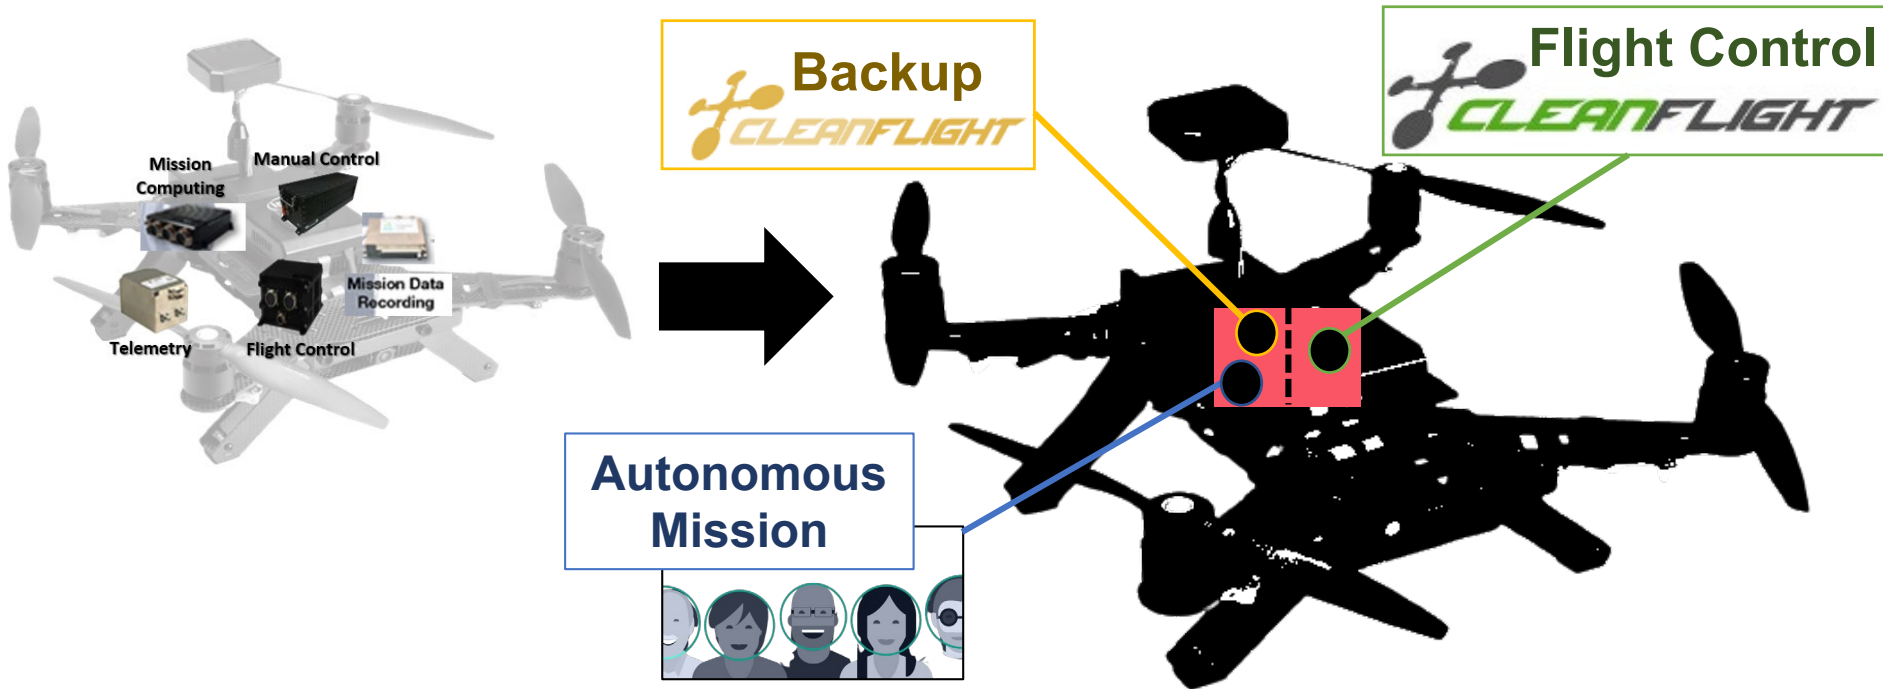 Mission
Computing
Manual Control
Mission Data
Recording
Telemetry
Flight Control
Backup
CLEANFLIGHT
Flight Control
CLEANFLIGHT
Autonomous
Mission